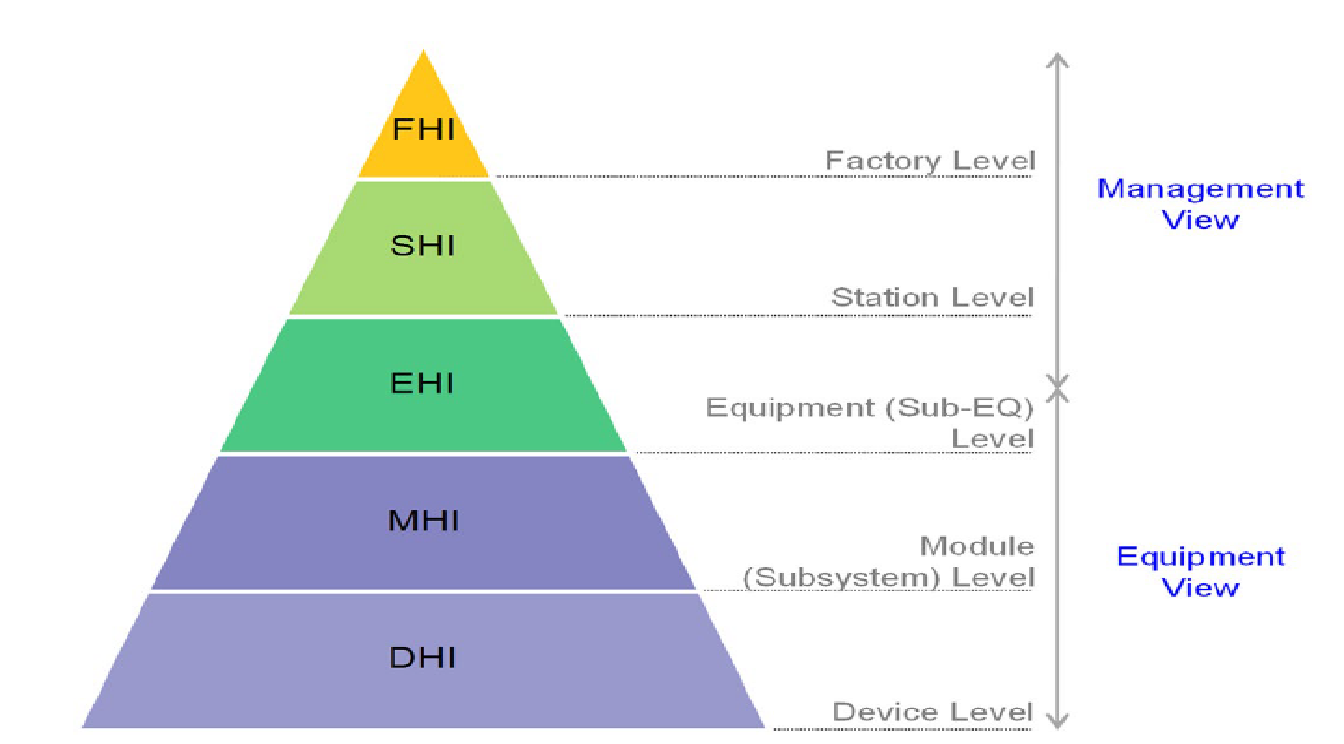 FHI
Factory Level
Management
View
SHI
Station Level
EHI
Equipment (Sub-EQ)
Level
MHI
Module
(Subsystem) Level
Equipment
View
DHI
Device Level